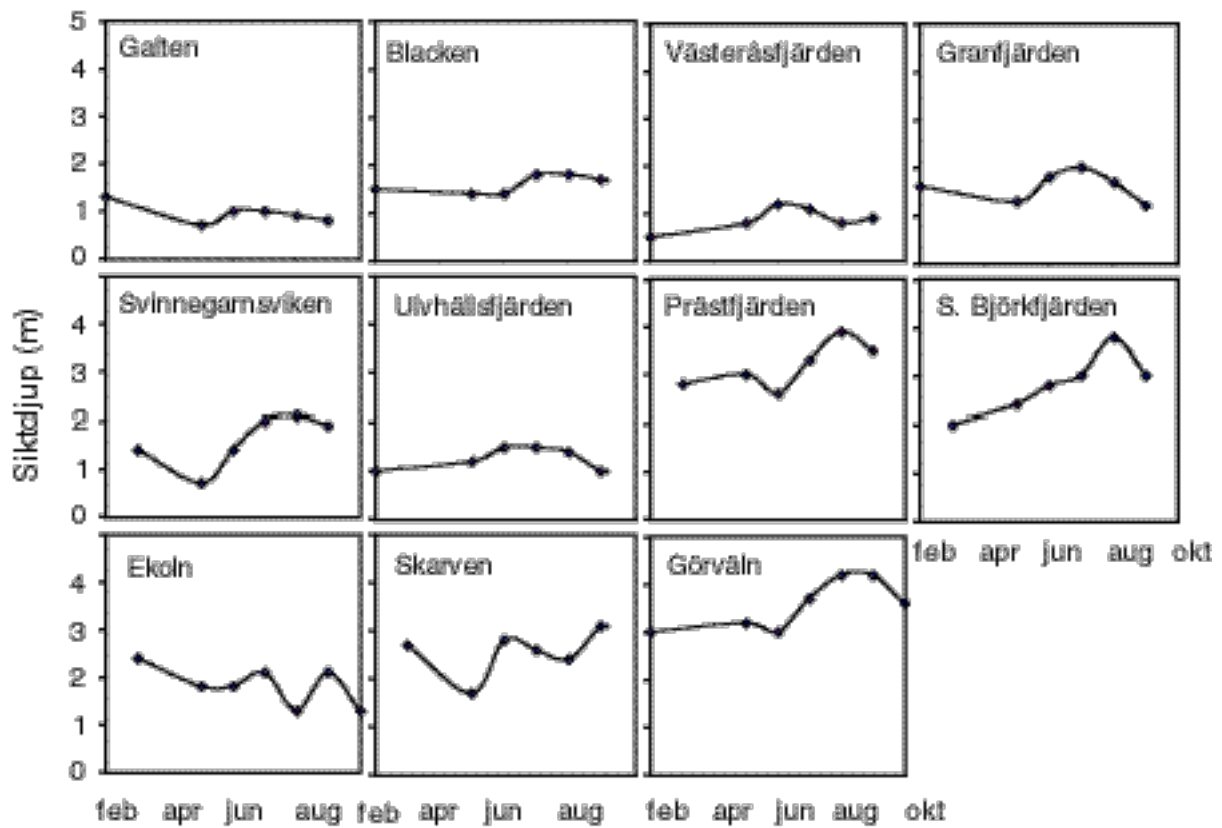 5
4
3
2
1
0
Galten
Blacken
Västeråsfjärden
Granfjärden
Siktdjup (m)
4
3
2
1
0
Svinnegarnsviken
Ulvhällsfjärden
Prästfjärden
S. Björkfjärden
feb apr jun aug okt
4
3
2
1
0
Ekoln
Skarven
Görväln
feb apr jun aug feb apr jun aug feb apr jun aug okt